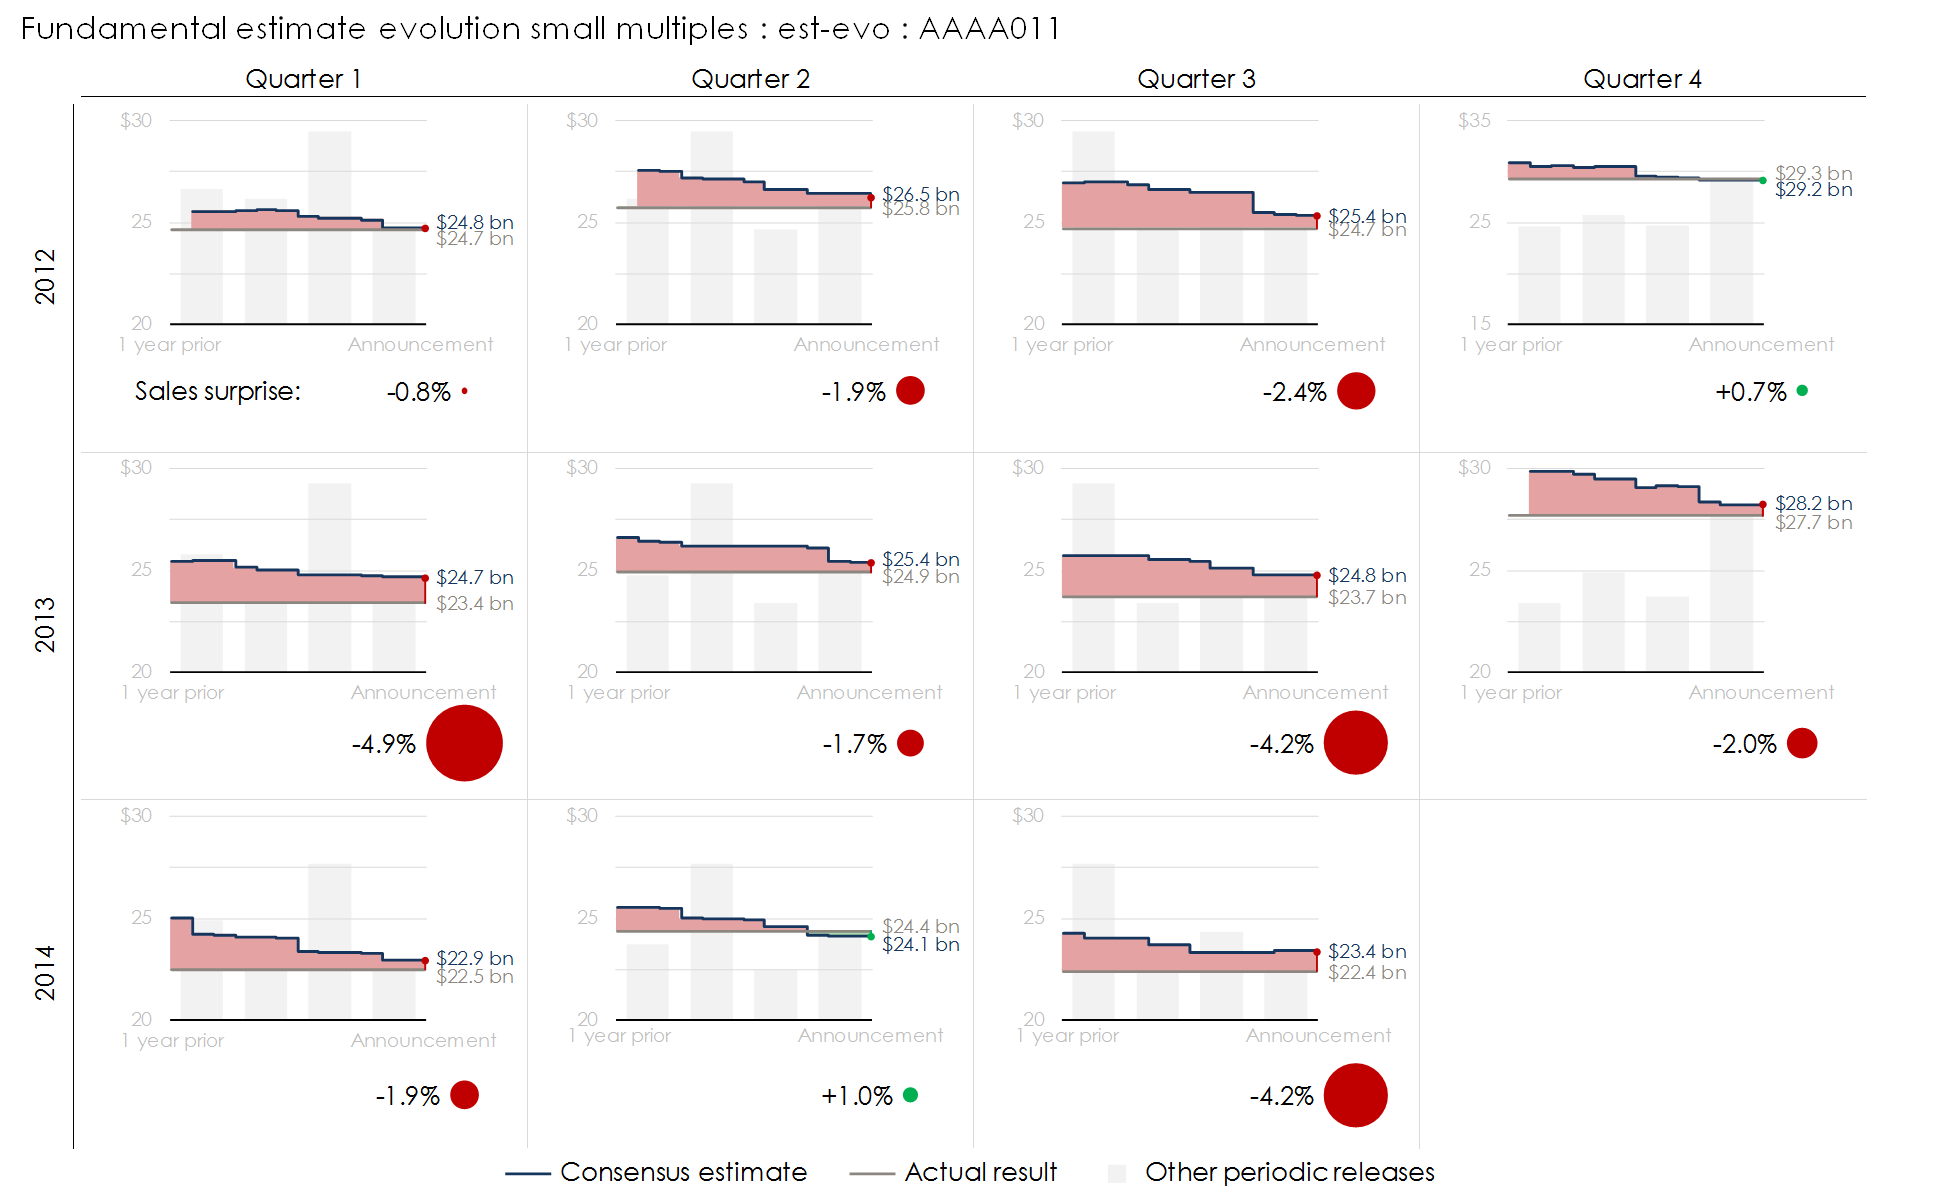 Fundamental estimate evolution small multiples : est-evo : AAAA011
Quarter 1 Quarter 2 Quarter 3 Quarter 4
2012
$30
25
20
$24.8 bn
$24.7 bn
1 year prior Announcement
Sales surprise: -0.8%
$30
25
20
$26.5 bn
$25.8 bn
1 year prior Announcement
-1.9%
$30
25
20
$25.4 bn
$24.7 bn
1 year prior Announcement
-2.4%
$35
25
15
$29.3 bn
$29.2 bn
1 year prior Announcement
+0.7%
2013
$30
25
20
$24.7 bn
$23.4 bn
1 year prior Announcement
-4.9%
$30
25
20
$25.4 bn
$24.9 bn
1 year prior Announcement
-1.7%
$30
25
20
$24.8 bn
$23.7 bn
1 year prior Announcement
-4.2%
$30
25
20
$28.2 bn
$27.7 bn
1 year prior Announcement
-2.0%
2014
$30
25
20
$22.9 bn
$22.5 bn
1 year prior Announcement
-1.9%
$30
25
20
$24.4 bn
$24.1 bn
1 year prior Announcement
+1.0%
$30
25
20
$23.4 bn
$22.4 bn
1 year prior Announcement
-4.2%
Consensus estimate Actual result Other periodic releases